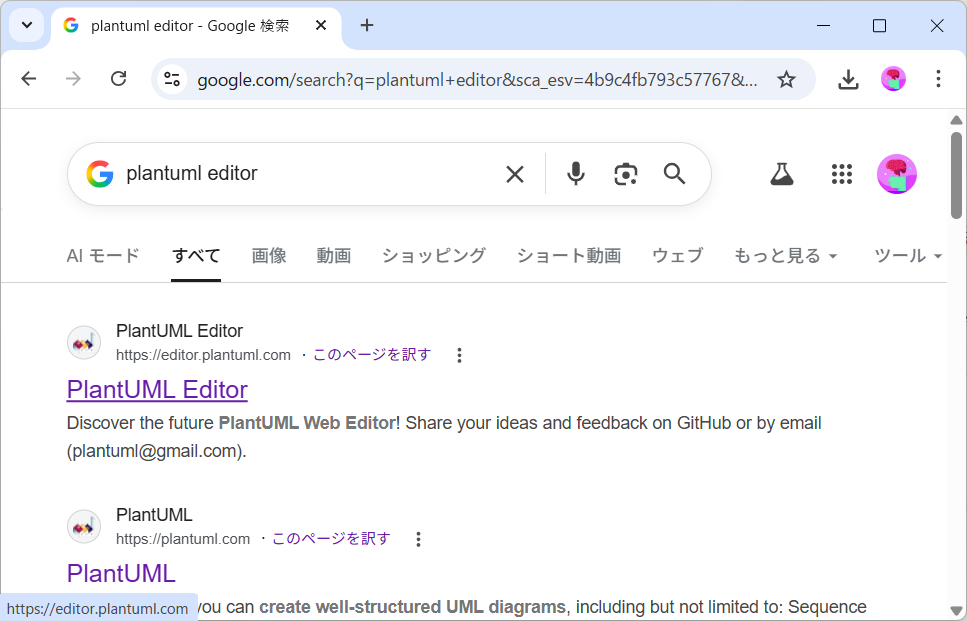 plantuml editor - Google 検索
google.com/search?q=plantuml+editor&sca_esv=4b9c4fb793c57767&...
plantuml editor
AI モード すべて 画像 動画 ショッピング ショート動画 ウェブ もっと見る ツール
PlantUML Editor
https://editor.plantuml.com · このページを訳す
PlantUML Editor
Discover the future PlantUML Web Editor! Share your ideas and feedback on GitHub or by email
(plantuml@gmail.com).
PlantUML
https://plantuml.com · このページを訳す
PlantUML
you can create well-structured UML diagrams, including but not limited to: Sequence
https://editor.plantuml.com